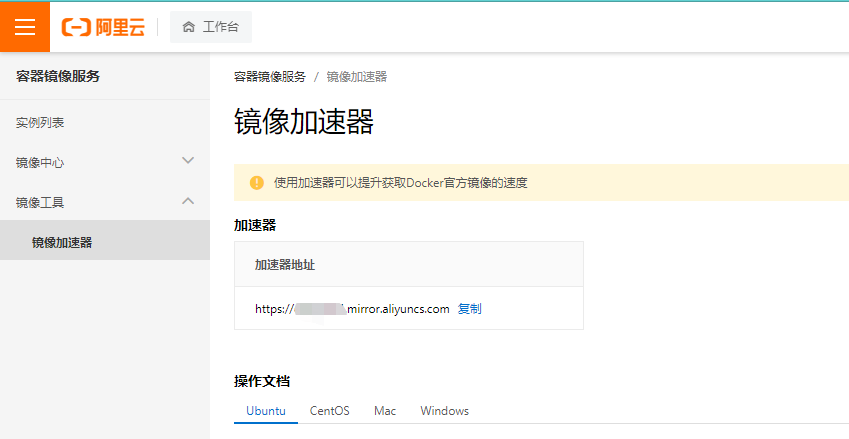 阿里云 工作台
容器镜像服务
实例列表
镜像中心
镜像工具
镜像加速器
容器镜像服务 / 镜像加速器
镜像加速器
使用加速器可以提升获取Docker官方镜像的速度
加速器
加速器地址
https:// .mirror.aliyuncs.com 复制
操作文档
Ubuntu CentOS Mac Windows